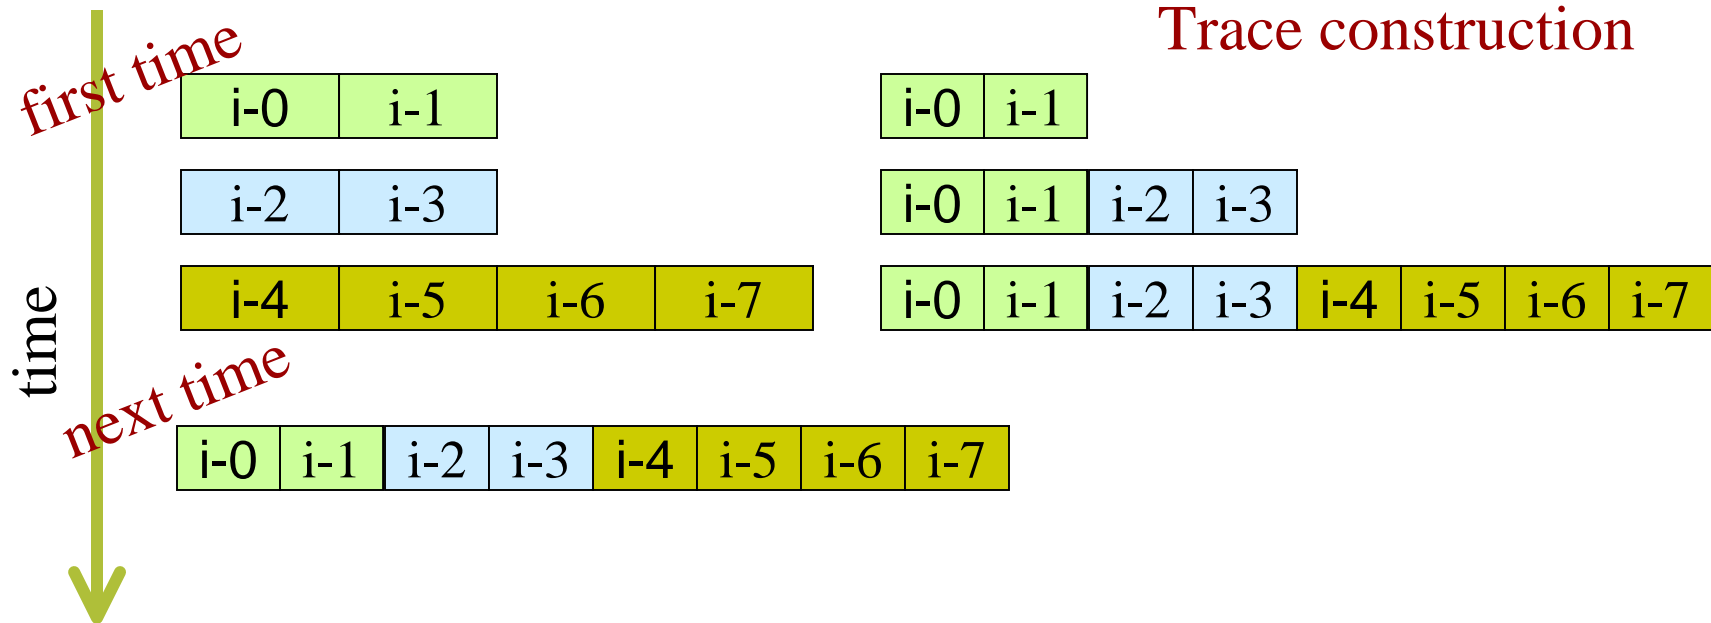 Trace construction
first time
i-0 i-1 i-0 i-1
i-2 i-3 i-0 i-1 i-2 i-3
i-4 i-5 i-6 i-7 i-0 i-1 i-2 i-3 i-4 i-5 i-6 i-7
time
next time
i-0 i-1 i-2 i-3 i-4 i-5 i-6 i-7